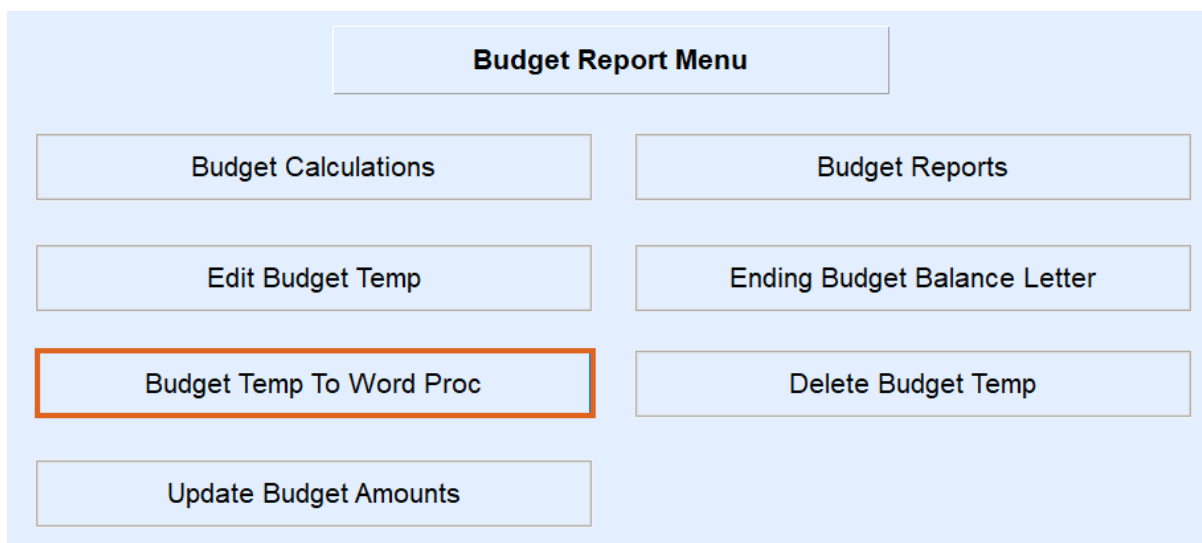 Budget Report Menu
Budget Calculations
Budget Reports
Edit Budget Temp
Ending Budget Balance Letter
Budget Temp To Word Proc
Delete Budget Temp
Update Budget Amounts